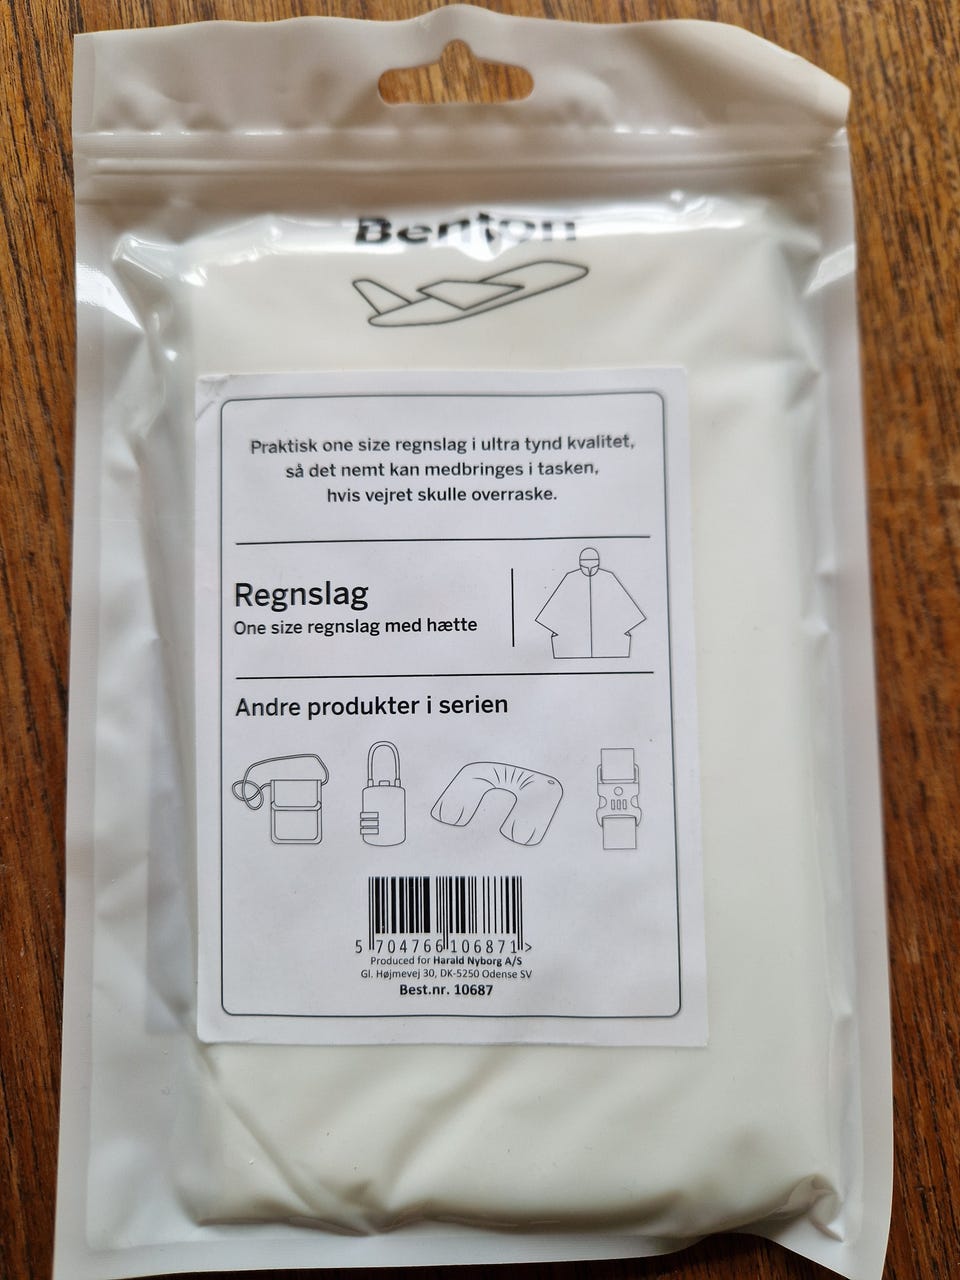 Benton
Praktisk one size regnslag i ultra tynd kvalitet,
så det nemt kan medbringes i tasken,
hvis vejret skulle overraske.
Regnslag
One size regnslag med hætte
Andre produkter i serien
5 704766 106871 >
Produced for Harald Nyborg A/S
Gl. Højmevej 30, DK-5250 Odense SV
Best.nr. 10687